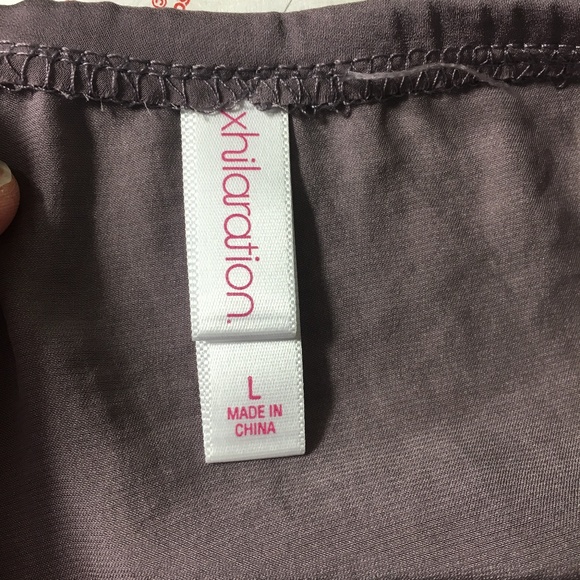 xhilaration.
L
MADE IN
CHINA